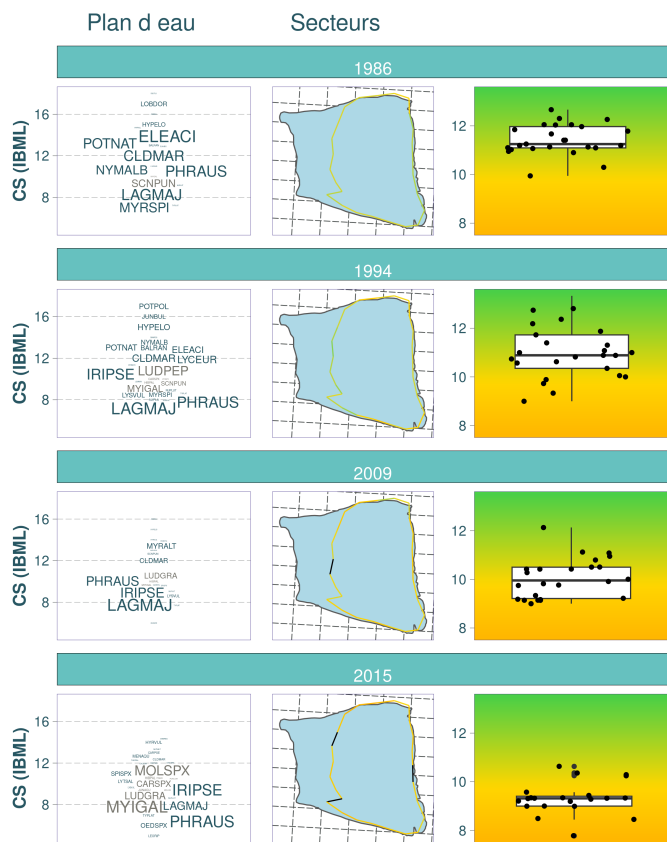 Plan d eau
Secteurs
1986
CS (IBML)
16
12
8
LOBDOR
HYPELO
ELEACI
POTNAT
CLDMAR
NYMALB
PHRAUS
SCNPUN
LAGMAJ
MYRSPI
12
10
8
1994
CS (IBML)
16
12
8
POTPOL
JUNBUL
HYPELO
NYMALB
POTNAT
BALRAN
ELEACI
CLDMAR
LYCEUR
IRIPSE
LUDPEP
SCNPUN
MYIGAL
LYSVUL
MYRSPI
LAGMAJ
PHRAUS
12
10
8
2009
CS (IBML)
16
12
8
MYRALT
CLDMAR
LUDGRA
PHRAUS
IRIPSE
LAGMAJ
12
10
8
2015
CS (IBML)
16
12
8
MOLSPX
SPISPX
CARSPX
IRIPSE
LUDGRA
MYIGAL
LAGMAJ
OEDSPX
PHRAUS
12
10
8